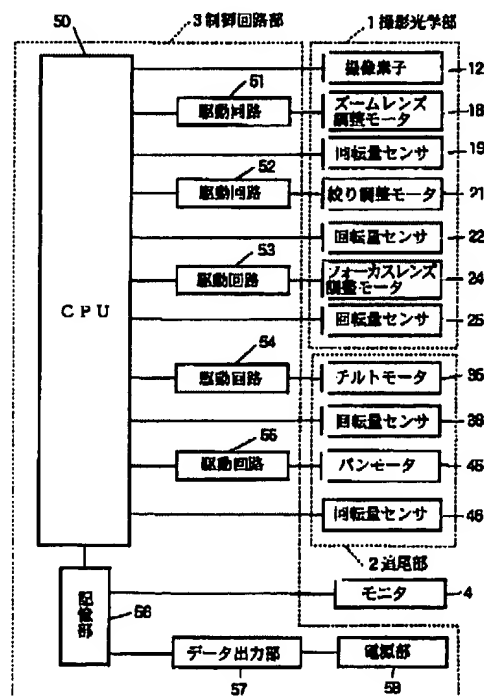 50
3制御回路部
1撮影光学部
撮像素子
12
51
駆動回路
ズームレンズ
調整モータ
18
回転量センサ
19
52
駆動回路
絞り調整モータ
21
回転量センサ
22
53
駆動回路
フォーカスレンズ
調整モータ
24
CPU
回転量センサ
25
54
駆動回路
チルトモータ
35
回転量センサ
55
駆動回路
パンモータ
45
回転量センサ
46
2追尾部
記憶部
56
モニタ
4
データ出力部
57
電源部
58